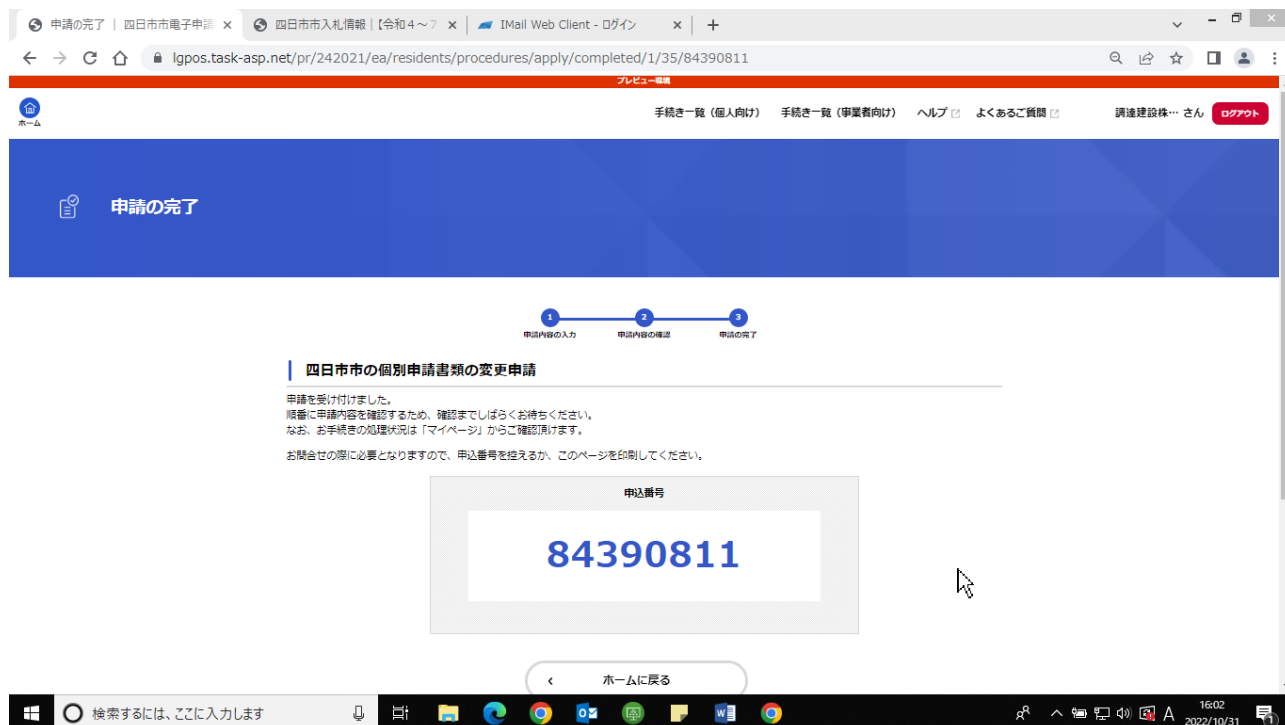 申請の完了 | 四日市市電子申請
四日市市入札情報|【令和4～7
IMail Web Client - ログイン
lgpos.task-asp.net/pr/242021/ea/residents/procedures/apply/completed/1/35/84390811
プレビュー環境
ホーム
手続き一覧（個人向け）
手続き一覧（事業者向け）
ヘルプ
よくあるご質問
調達建設株… さん
ログアウト
申請の完了
1
2
3
申請内容の入力
申請内容の確認
申請の完了
四日市市の個別申請書類の変更申請
申請を受け付けました。
順番に申請内容を確認するため、確認までしばらくお待ちください。
なお、お手続きの処理状況は「マイページ」からご確認頂けます。
お問合せの際に必要となりますので、申込番号を控えるか、このページを印刷してください。
申込番号
84390811
ホームに戻る
検索するには、ここに入力します
A
16:02
2022/10/31